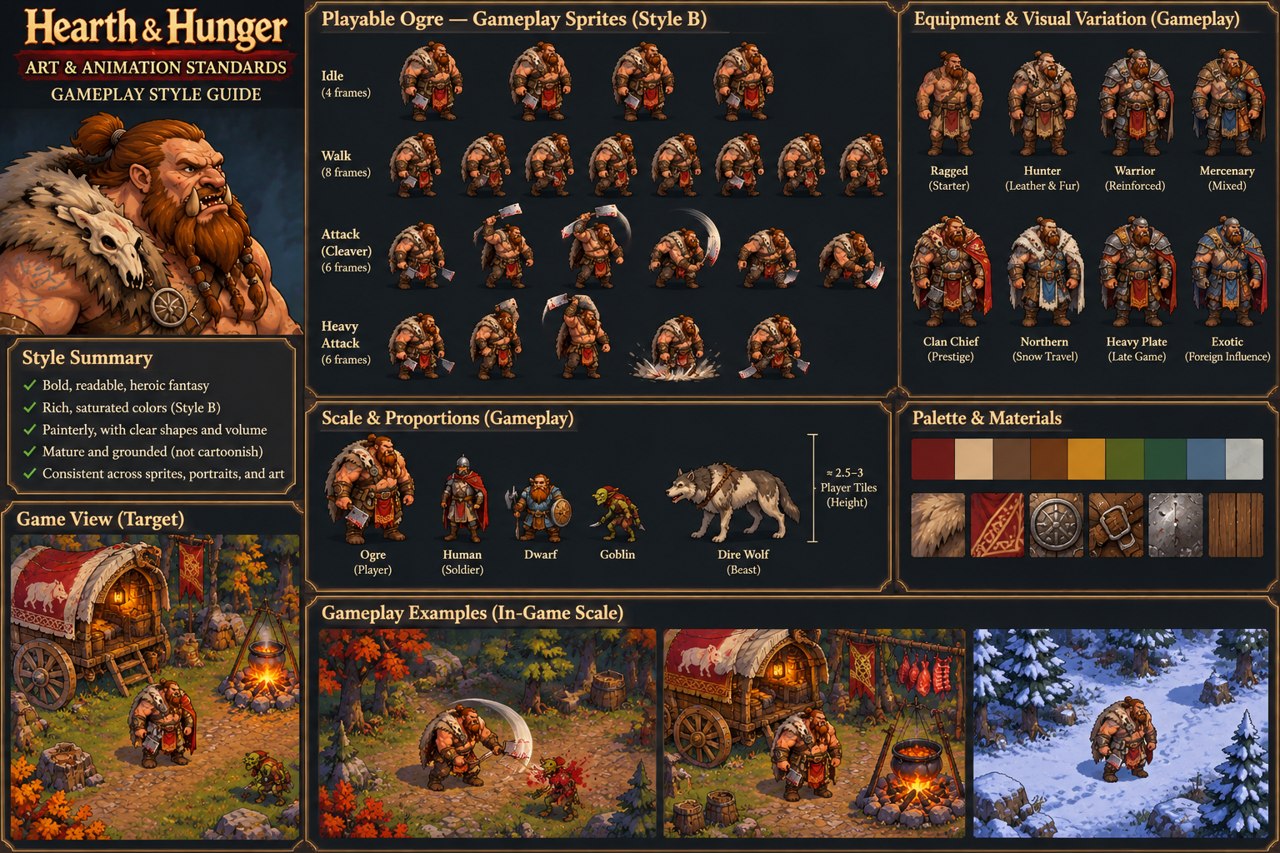 Hearth & Hunger
ART & ANIMATION STANDARDS
GAMEPLAY STYLE GUIDE
Style Summary
Bold, readable, heroic fantasy
Rich, saturated colors (Style B)
Painterly, with clear shapes and volume
Mature and grounded (not cartoonish)
Consistent across sprites, portraits, and art
Game View (Target)
Playable Ogre — Gameplay Sprites (Style B)
Idle
(4 frames)
Walk
(8 frames)
Attack
(Cleaver)
(6 frames)
Heavy
Attack
(6 frames)
Equipment & Visual Variation (Gameplay)
Ragged
(Starter)
Hunter
(Leather & Fur)
Warrior
(Reinforced)
Mercenary
(Mixed)
Clan Chief
(Prestige)
Northern
(Snow Travel)
Heavy Plate
(Late Game)
Exotic
(Foreign Influence)
Scale & Proportions (Gameplay)
Ogre
(Player)
Human
(Soldier)
Dwarf
Goblin
Dire Wolf
(Beast)
≈ 2.5–3
Player Tiles
(Height)
Palette & Materials
Gameplay Examples (In-Game Scale)